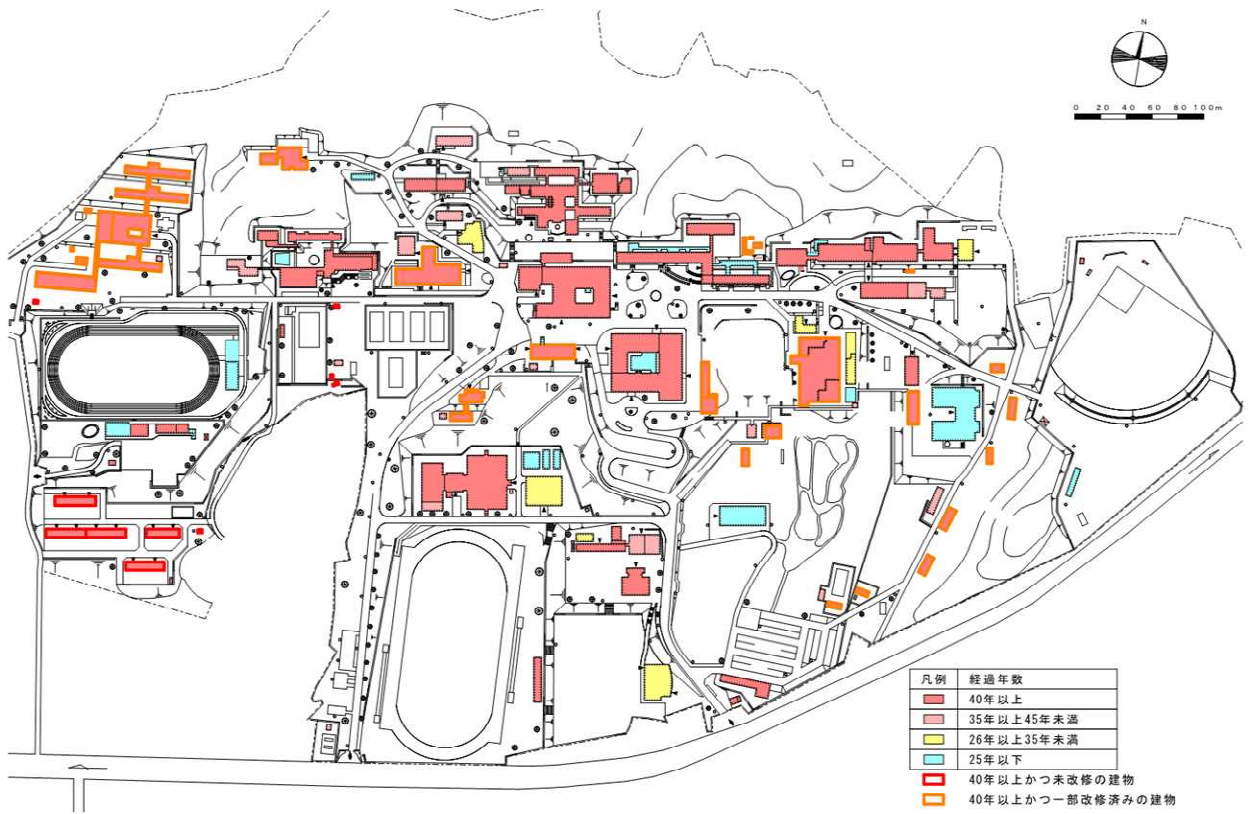 N
0 20 40 60 80 100m
凡例 経過年数
40年以上
35年以上45年未満
26年以上35年未満
25年以下
40年以上かつ未改修の建物
40年以上かつ一部改修済みの建物